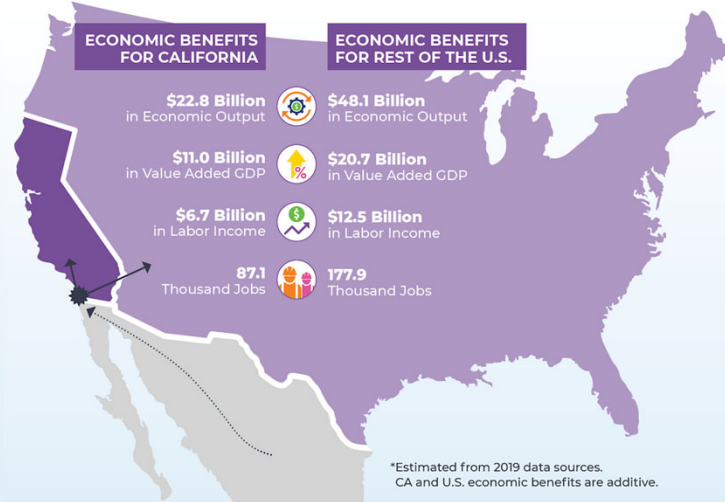 ECONOMIC BENEFITS
FOR CALIFORNIA
ECONOMIC BENEFITS
FOR REST OF THE U.S.
$22.8 Billion
in Economic Output
$48.1 Billion
in Economic Output
$11.0 Billion
in Value Added GDP
%
$20.7 Billion
in Value Added GDP
$6.7 Billion
in Labor Income
$
$12.5 Billion
in Labor Income
87.1
Thousand Jobs
177.9
Thousand Jobs
*Estimated from 2019 data sources.
CA and U.S. economic benefits are additive.